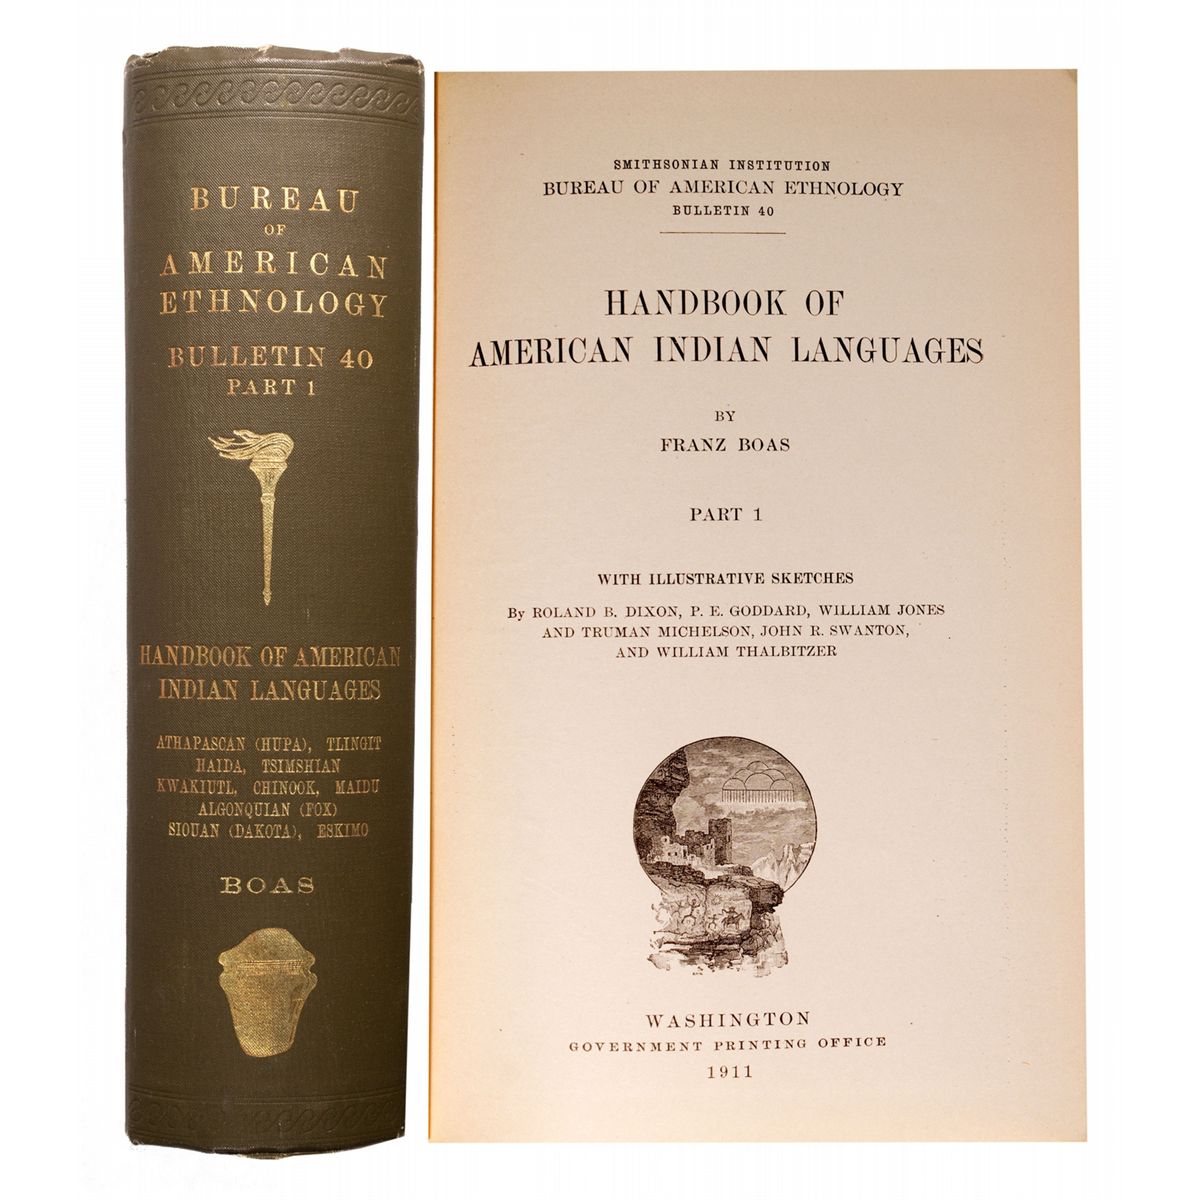 BUREAU
OF
AMERICAN
ETHNOLOGY
BULLETIN 40
PART 1
HANDBOOK OF AMERICAN
INDIAN LANGUAGES
ATHAPASCAN (HUPA), TLINGIT
HAIDA, TSIMSHIAN
KWAKIUTL, CHINOOK, MAIDU
ALGONQUIAN (FOX)
SIOUAN (DAKOTA), ESKIMO
BOAS
SMITHSONIAN INSTITUTION
BUREAU OF AMERICAN ETHNOLOGY
BULLETIN 40
HANDBOOK OF
AMERICAN INDIAN LANGUAGES
BY
FRANZ BOAS
PART 1
WITH ILLUSTRATIVE SKETCHES
By ROLAND B. DIXON, P. E. GODDARD, WILLIAM JONES
AND TRUMAN MICHELSON, JOHN R. SWANTON,
AND WILLIAM THALBITZER
WASHINGTON
GOVERNMENT PRINTING OFFICE
1911